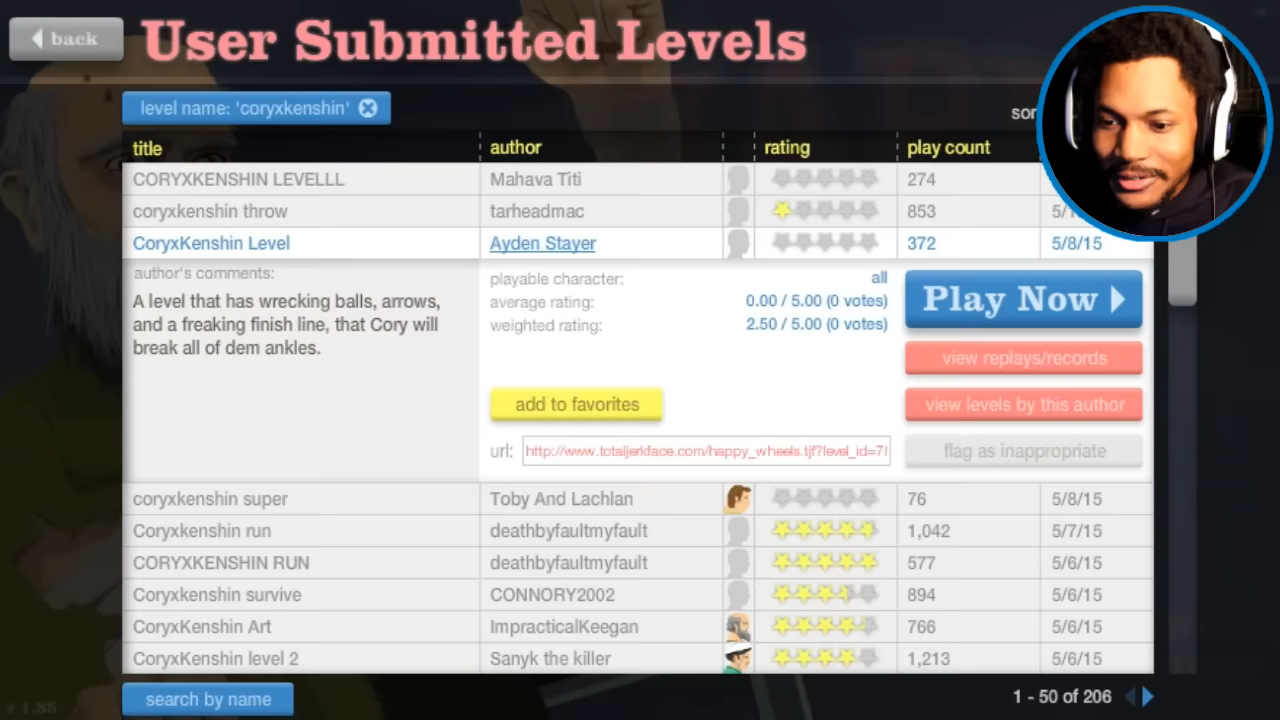 back
User Submitted Levels
level name: 'coryxkenshin'
title author rating play count
CORYXKENSHIN LEVELLL Mahava Titi 274
coryxkenshin throw tarheadmac 853
CoryxKenshin Level Ayden Stayer 372 5/8/15
author's comments:
A level that has wrecking balls, arrows,
and a freaking finish line, that Cory will
break all of dem ankles.
playable character: all
average rating: 0.00 / 5.00 (0 votes)
weighted rating: 2.50 / 5.00 (0 votes)
Play Now
view replays/records
add to favorites
view levels by this author
url: http://www.totaljerkface.com/happy_wheels.tjf?level_id=7
flag as inappropriate
coryxkenshin super Toby And Lachlan 76 5/8/15
Coryxkenshin run deathbyfaultmyfault 1,042 5/7/15
CORYXKENSHIN RUN deathbyfaultmyfault 577 5/6/15
Coryxkenshin survive CONNORY2002 894 5/6/15
CoryxKenshin Art ImpracticalKeegan 766 5/6/15
CoryxKenshin level 2 Sanyk the killer 1,213 5/6/15
search by name
1 - 50 of 206
v 1.85